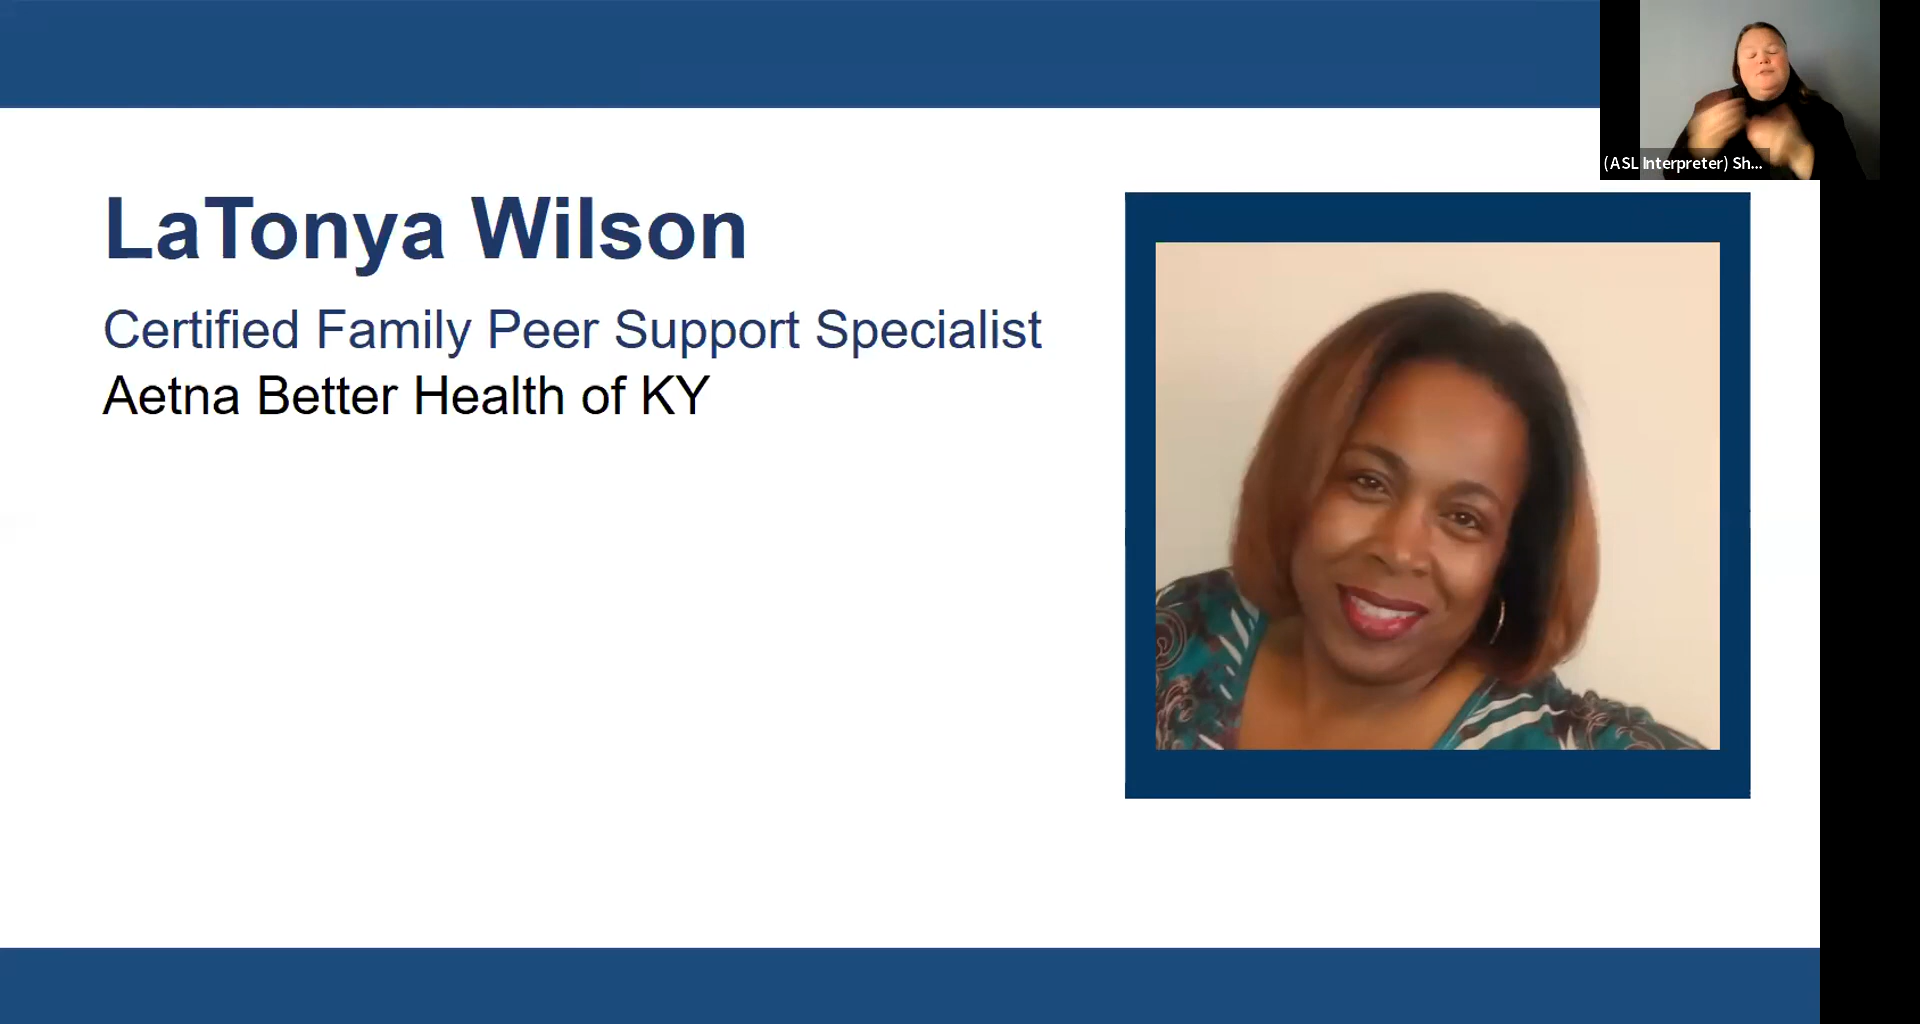 (ASL Interpreter) Sh...
LaTonya Wilson
Certified Family Peer Support Specialist
Aetna Better Health of KY